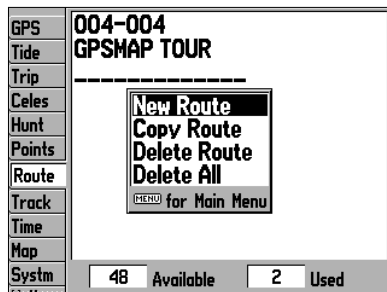 GPS
Tide
Trip
Celes
Hunt
Points
Route
Track
Time
Map
Systm
004-004
GPSMAP TOUR
_ _ _ _ _ _ _ _ _ _ _ _ _
New Route
Copy Route
Delete Route
Delete All
MENU for Main Menu
48 Available 2 Used